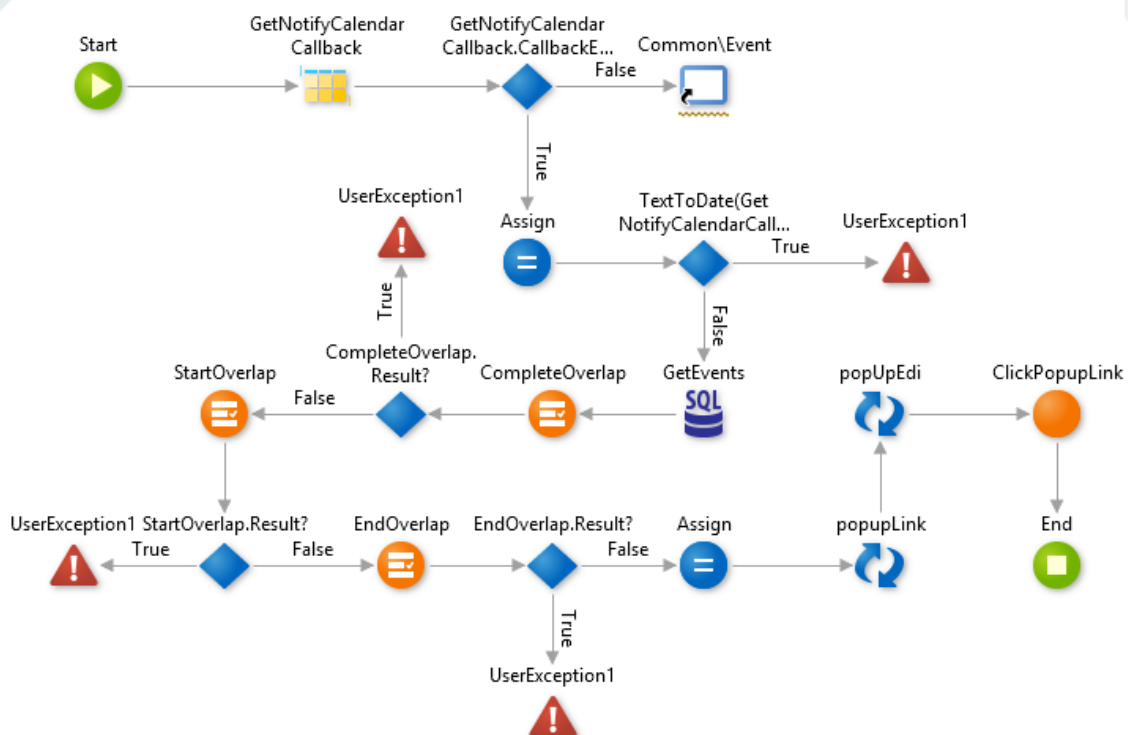 Start
GetNotifyCalendar
Callback
GetNotifyCalendar
Callback.CallbackE...
False
Common\Event
True
UserException1
Assign
TextToDate(Get
NotifyCalendarCall...
True
UserException1
True
False
StartOverlap
False
CompleteOverlap.
Result?
CompleteOverlap
GetEvents
SQL
popUpEdi
ClickPopupLink
UserException1
True
StartOverlap.Result?
False
EndOverlap
EndOverlap.Result?
False
Assign
popupLink
End
True
UserException1